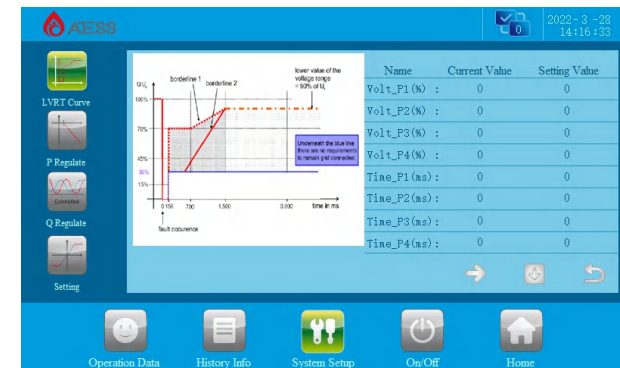 ATESS
0
2022-3-28
14:16:33
LVRT Curve
P Regulate
Controlled
Q Regulate
Setting
U/Uₙ
borderline 1
borderline 2
lower value of the
voltage range
= 90% of Uₙ
100%
70%
45%
30%
15%
Underneath the blue line
there are no requirements
to remain grid connected.
0
0.150
700
1.500
3.000
time in ms
fault occurence
Name Current Value Setting Value
Volt_P1(%) : 0 0
Volt_P2(%) : 0 0
Volt_P3(%) : 0 0
Volt_P4(%) : 0 0
Time_P1(ms): 0 0
Time_P2(ms): 0 0
Time_P3(ms): 0 0
Time_P4(ms): 0 0
Operation Data
History Info
System Setup
On/Off
Home